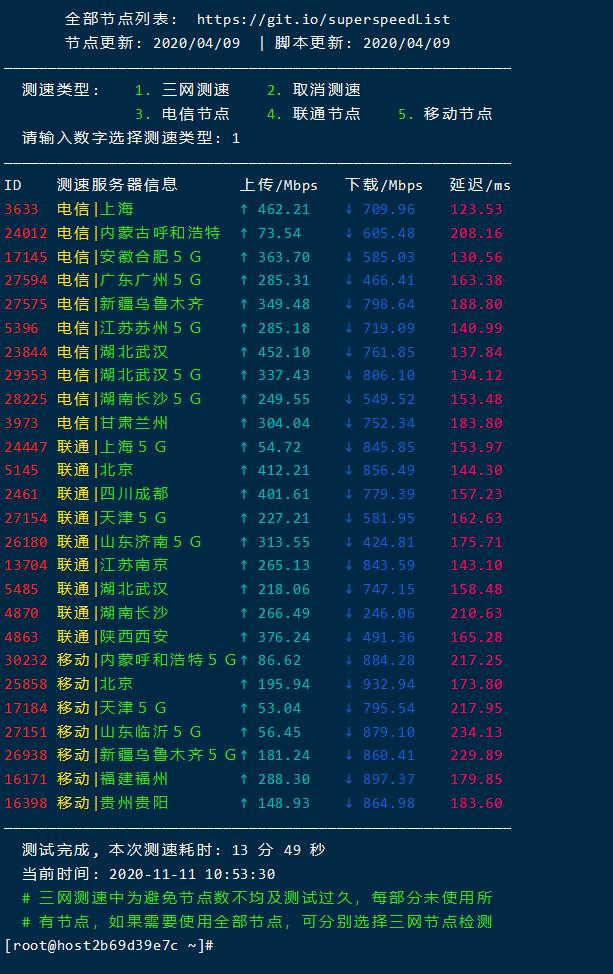 全部节点列表: https://git.io/superspeedList
节点更新: 2020/04/09 | 脚本更新: 2020/04/09
测速类型: 1. 三网测速 2. 取消测速
3. 电信节点 4. 联通节点 5. 移动节点
请输入数字选择测速类型: 1
ID 测速服务器信息 上传/Mbps 下载/Mbps 延迟/ms
3633 电信|上海 ↑ 462.21 ↓ 709.96 123.53
24012 电信|内蒙古呼和浩特 ↑ 73.54 ↓ 605.48 208.16
17145 电信|安徽合肥５Ｇ ↑ 363.70 ↓ 585.03 130.56
27594 电信|广东广州５Ｇ ↑ 285.31 ↓ 466.41 163.38
27575 电信|新疆乌鲁木齐 ↑ 349.48 ↓ 798.64 188.80
5396 电信|江苏苏州５Ｇ ↑ 285.18 ↓ 719.09 140.99
23844 电信|湖北武汉 ↑ 452.10 ↓ 761.85 137.84
29353 电信|湖北武汉５Ｇ ↑ 337.43 ↓ 806.10 134.12
28225 电信|湖南长沙５Ｇ ↑ 249.55 ↓ 549.52 153.48
3973 电信|甘肃兰州 ↑ 304.04 ↓ 752.34 183.80
24447 联通|上海５Ｇ ↑ 54.72 ↓ 845.85 153.97
5145 联通|北京 ↑ 412.21 ↓ 856.49 144.30
2461 联通|四川成都 ↑ 401.61 ↓ 779.39 157.23
27154 联通|天津５Ｇ ↑ 227.21 ↓ 581.95 162.63
26180 联通|山东济南５Ｇ ↑ 313.55 ↓ 424.81 175.71
13704 联通|江苏南京 ↑ 265.13 ↓ 843.59 143.10
5485 联通|湖北武汉 ↑ 218.06 ↓ 747.15 158.48
4870 联通|湖南长沙 ↑ 266.49 ↓ 246.06 210.63
4863 联通|陕西西安 ↑ 376.24 ↓ 491.36 165.28
30232 移动|内蒙呼和浩特５Ｇ↑ 86.62 ↓ 884.28 217.25
25858 移动|北京 ↑ 195.94 ↓ 932.94 173.80
17184 移动|天津５Ｇ ↑ 53.04 ↓ 795.54 217.95
27151 移动|山东临沂５Ｇ ↑ 56.45 ↓ 879.10 234.13
26938 移动|新疆乌鲁木齐５Ｇ↑ 181.24 ↓ 860.41 229.89
16171 移动|福建福州 ↑ 288.30 ↓ 897.37 179.85
16398 移动|贵州贵阳 ↑ 148.93 ↓ 864.98 183.60
测试完成, 本次测速耗时: 13 分 49 秒
当前时间: 2020-11-11 10:53:30
# 三网测速中为避免节点数不均及测试过久，每部分未使用所
# 有节点，如果需要使用全部节点，可分别选择三网节点检测
[root@host2b69d39e7c ~]#